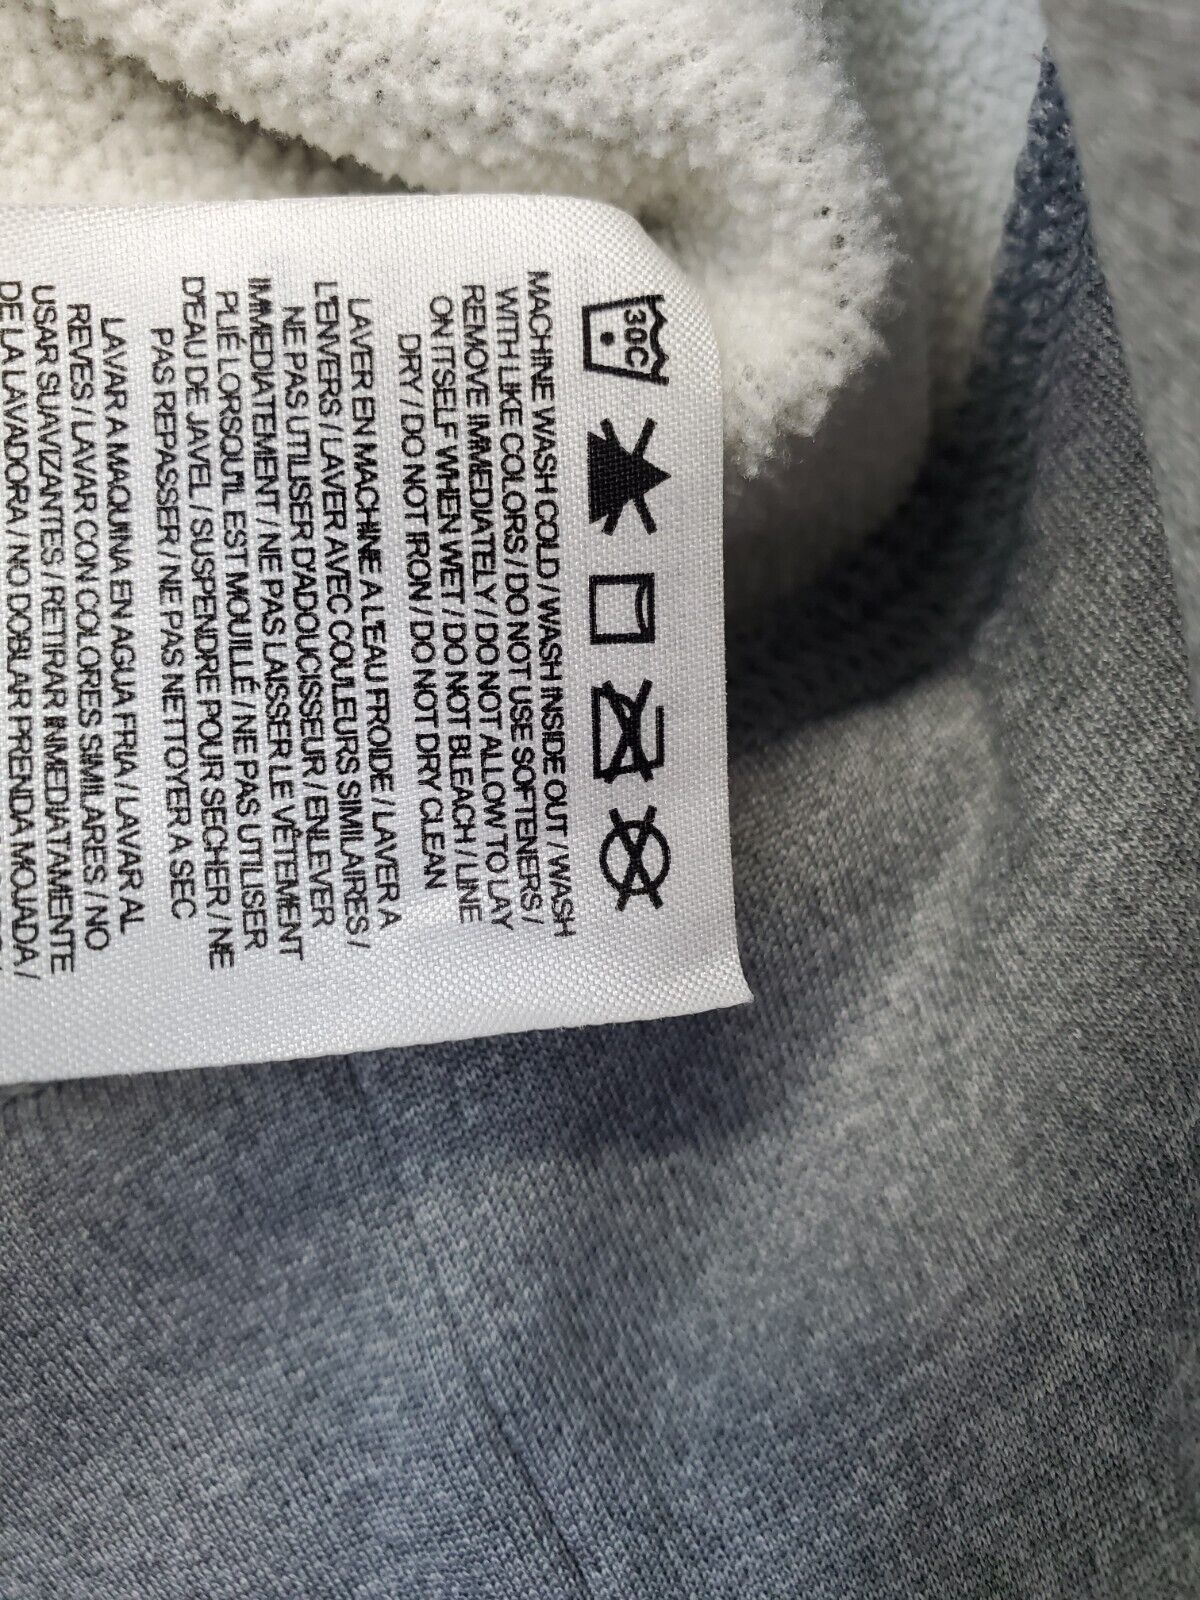 30C
MACHINE WASH COLD / WASH INSIDE OUT / WASH
WITH LIKE COLORS / DO NOT USE SOFTENERS /
REMOVE IMMEDIATELY / DO NOT ALLOW TO LAY
ON ITSELF WHEN WET / DO NOT BLEACH / LINE
DRY / DO NOT IRON / DO NOT DRY CLEAN
LAVER EN MACHINE A L'EAU FROIDE / LAVER A
L'ENVERS / LAVER AVEC COULEURS SIMILAIRES /
NE PAS UTILISER D'ADOUCISSEUR / ENLEVER
IMMEDIATEMENT / NE PAS LAISSER LE VÊTEMENT
PLIÉ LORSQU'IL EST MOUILLÉ / NE PAS UTILISER
D'EAU DE JAVEL / SUSPENDRE POUR SECHER / NE
PAS REPASSER / NE PAS NETTOYER A SEC
LAVAR A MAQUINA EN AGUA FRIA / LAVAR AL
REVES / LAVAR CON COLORES SIMILARES / NO
USAR SUAVIZANTES / RETIRAR INMEDIATAMENTE
DE LA LAVADORA / NO DOBLAR PRENDA MOJADA /